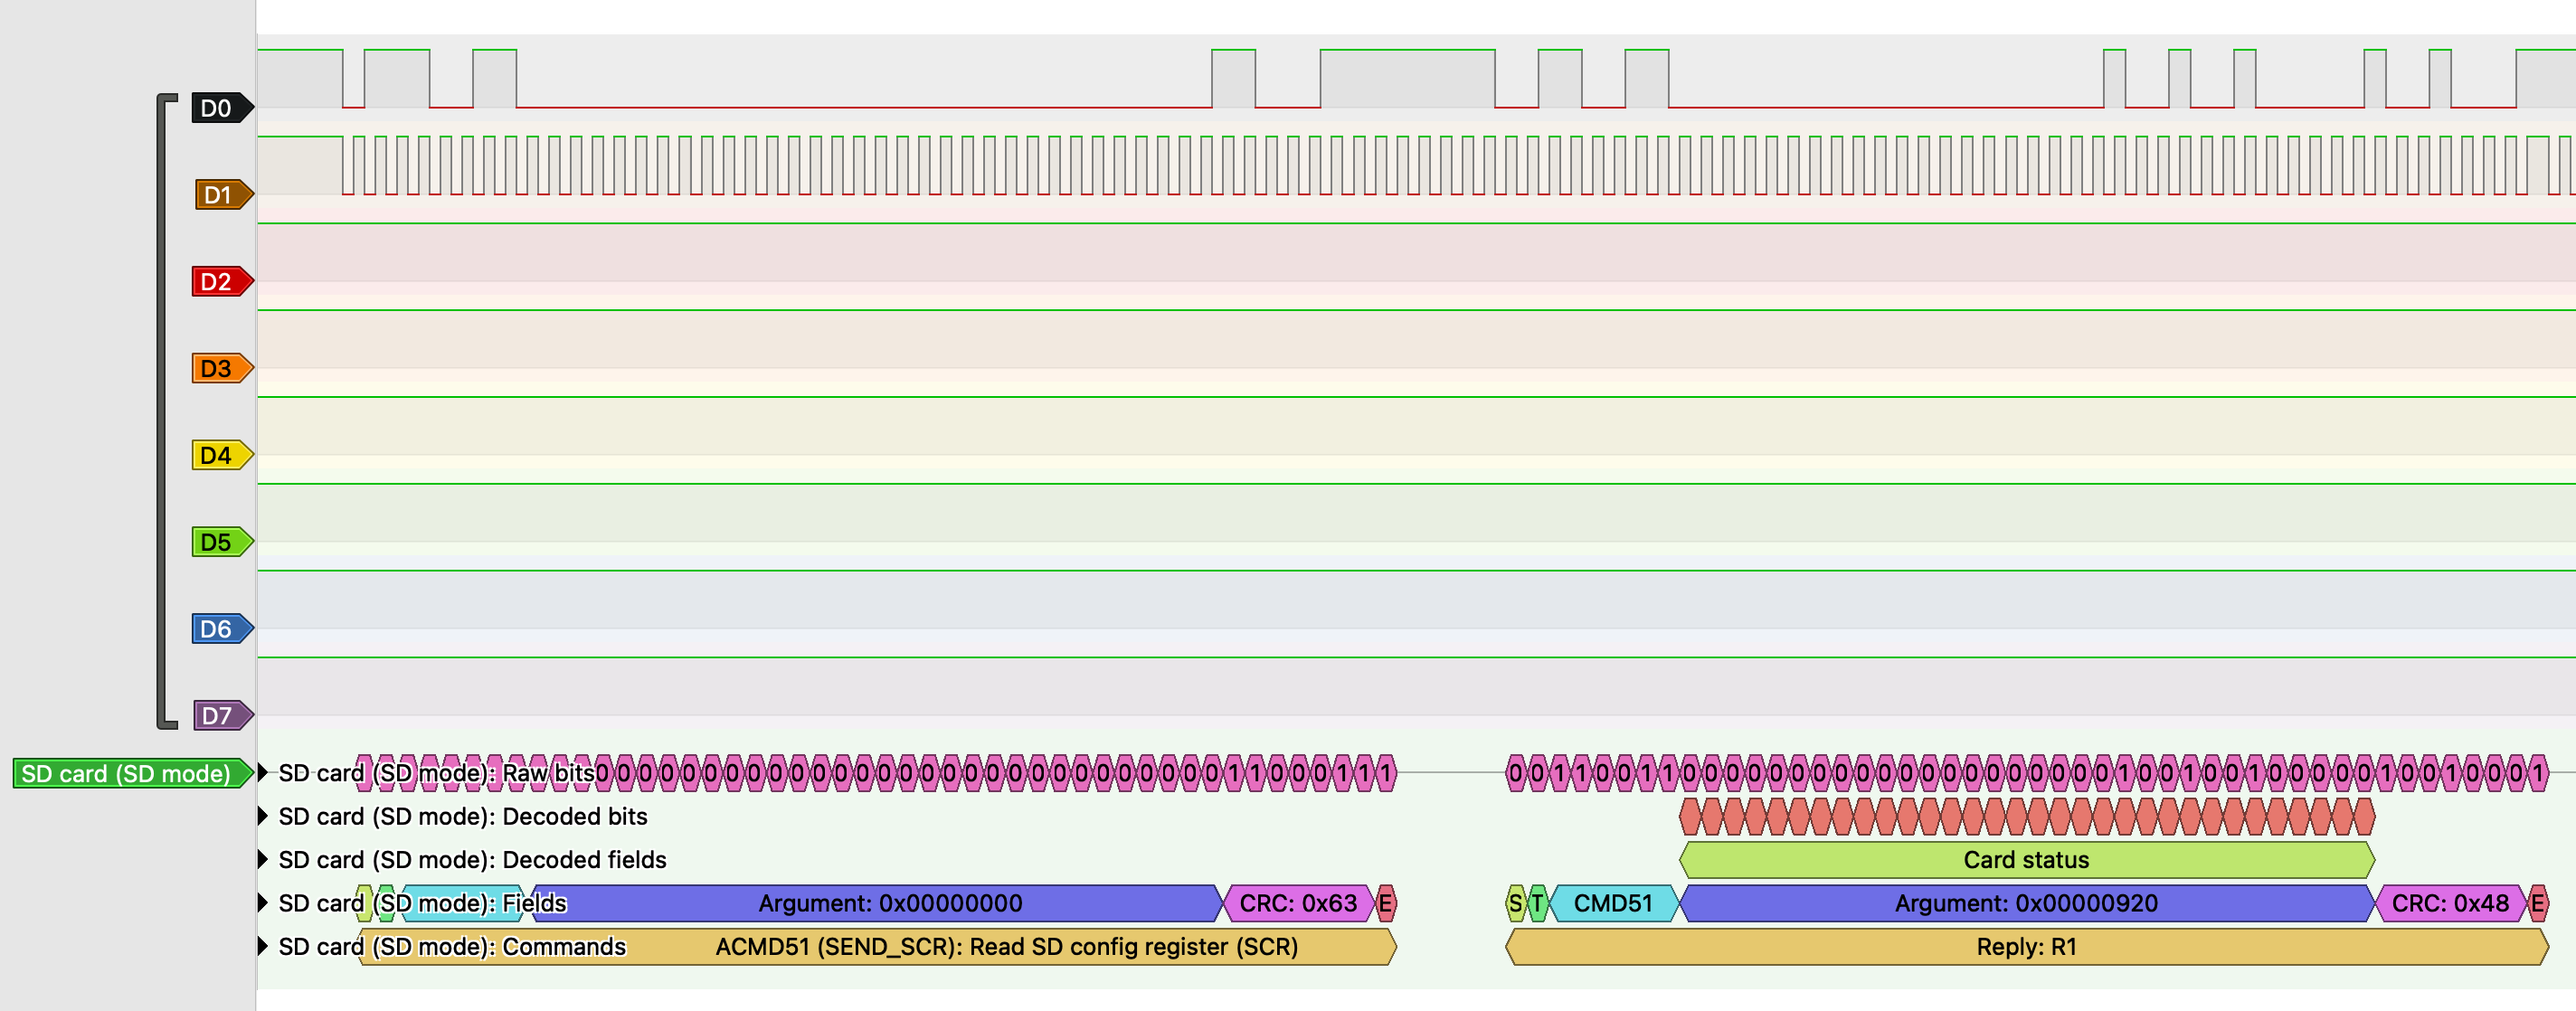 D0
D1
D2
D3
D4
D5
D6
D7
SD card (SD mode)
SD card (SD mode): Raw bits 0 0 0 0 0 0 0 0 0 0 0 0 0 0 0 0 0 0 0 0 0 0 0 0 0 0 0 0 0 1 1 0 0 0 1 1 1 0 0 1 1 0 0 1 1 0 0 0 0 0 0 0 0 0 0 0 0 0 0 0 0 0 0 0 0 1 0 0 1 0 0 1 0 0 0 0 0 1 0 0 1 0 0 0 1
SD card (SD mode): Decoded bits
SD card (SD mode): Decoded fields Card status
SD card (SD mode): Fields Argument: 0x00000000 CRC: 0x63 E S T CMD51 Argument: 0x00000920 CRC: 0x48 E
SD card (SD mode): Commands ACMD51 (SEND_SCR): Read SD config register (SCR) Reply: R1